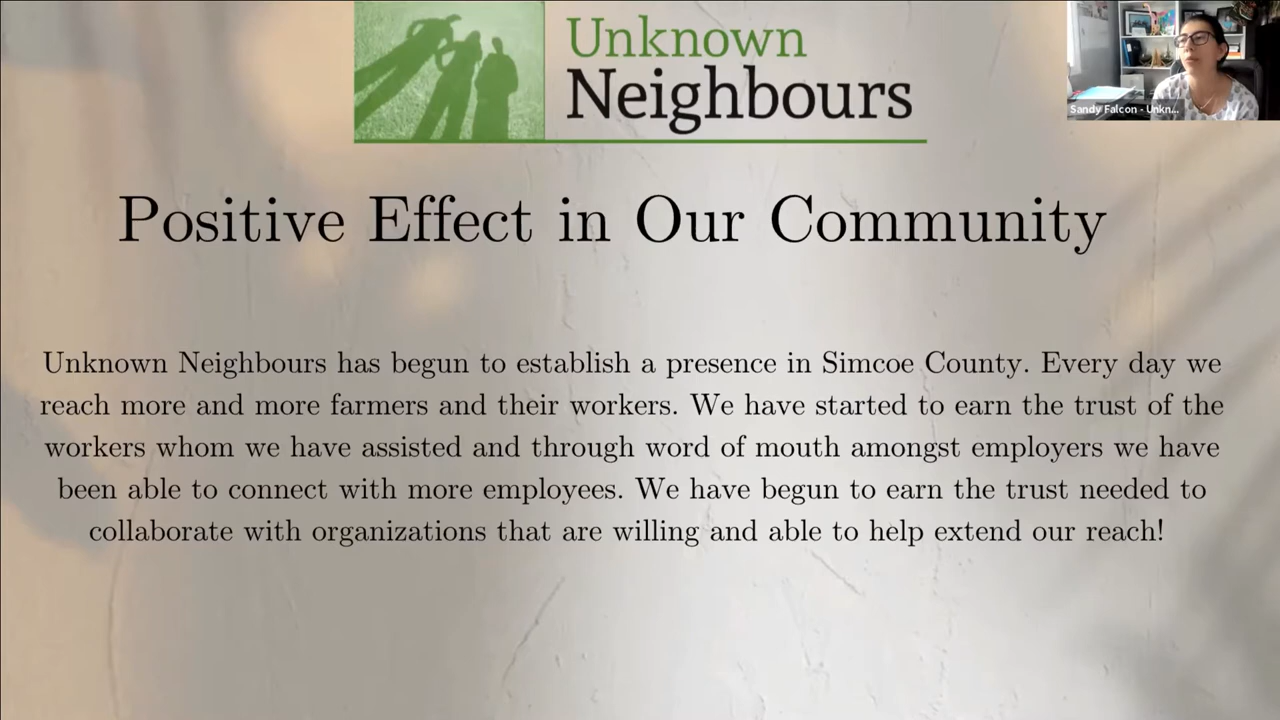 Unknown
Neighbours
Sandy Falcon - Unkn...
Positive Effect in Our Community
Unknown Neighbours has begun to establish a presence in Simcoe County. Every day we
reach more and more farmers and their workers. We have started to earn the trust of the
workers whom we have assisted and through word of mouth amongst employers we have
been able to connect with more employees. We have begun to earn the trust needed to
collaborate with organizations that are willing and able to help extend our reach!